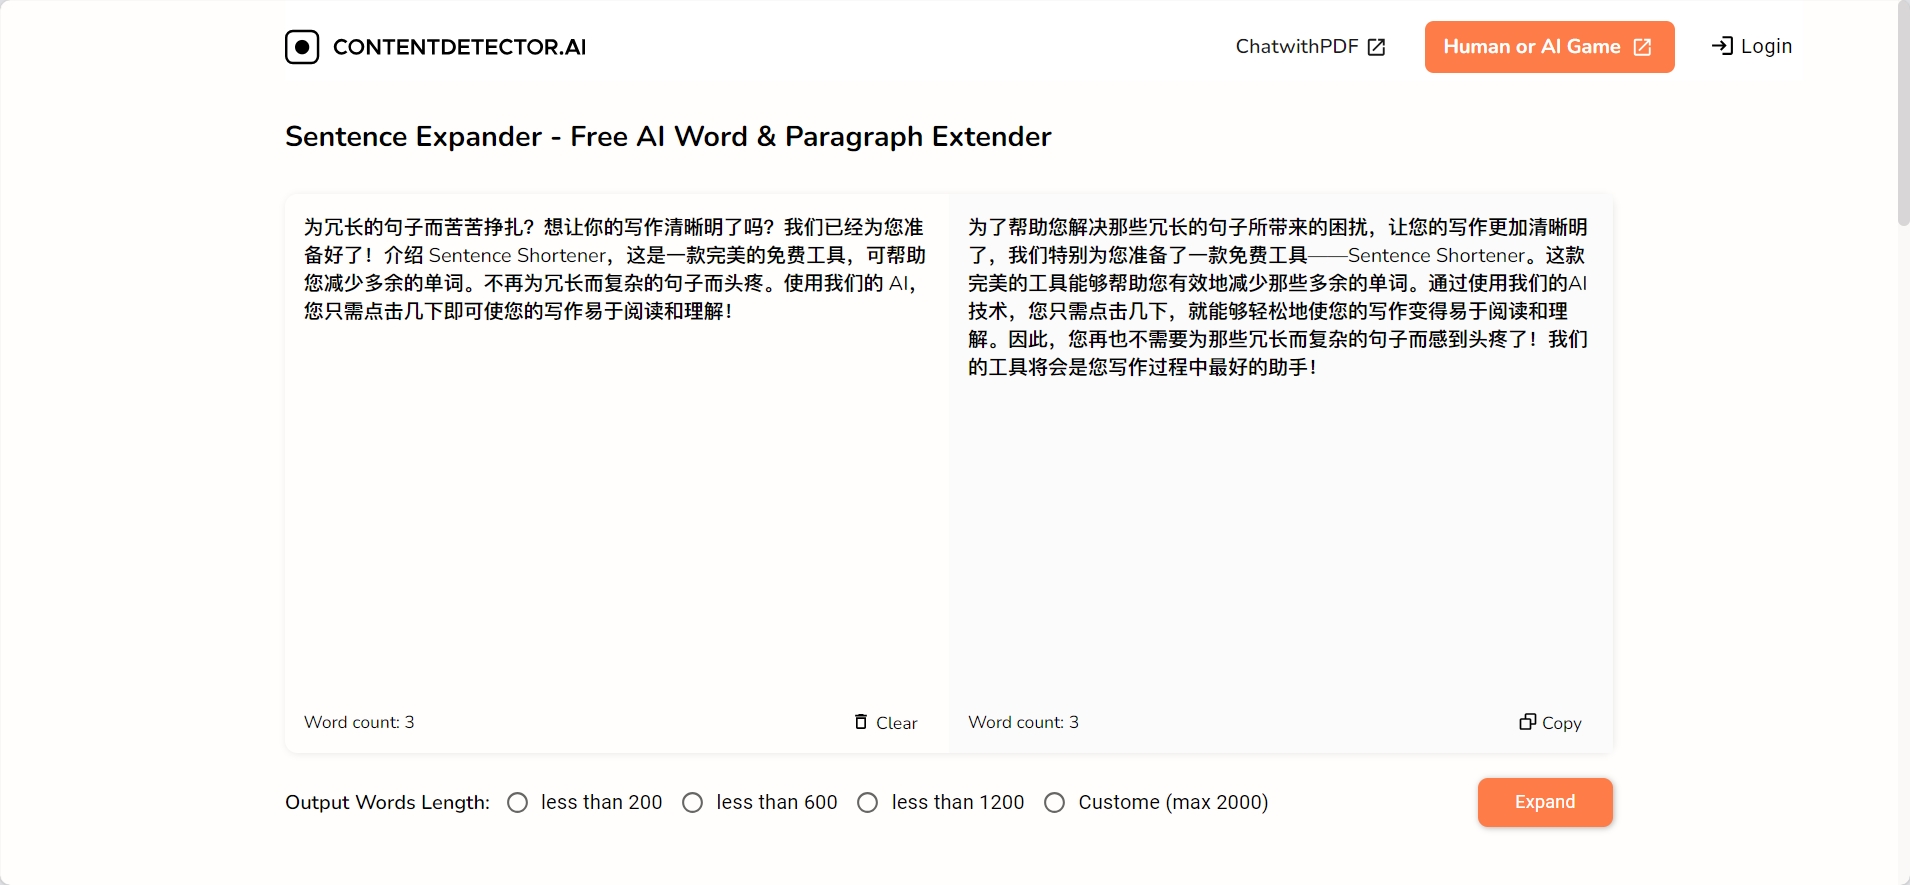 CONTENTDETECTOR.AI
ChatwithPDF
Human or AI Game
Login
Sentence Expander - Free AI Word & Paragraph Extender
为冗长的句子而苦苦挣扎？想让你的写作清晰明了吗？我们已经为您准
备好了！介绍 Sentence Shortener，这是一款完美的免费工具，可帮助
您减少多余的单词。不再为冗长而复杂的句子而头疼。使用我们的 AI，
您只需点击几下即可使您的写作易于阅读和理解！
Word count: 3
Clear
为了帮助您解决那些冗长的句子所带来的困扰，让您的写作更加清晰明
了，我们特别为您准备了一款免费工具——Sentence Shortener。这款
完美的工具能够帮助您有效地减少那些多余的单词。通过使用我们的AI
技术，您只需点击几下，就能够轻松地使您的写作变得易于阅读和理
解。因此，您再也不需要为那些冗长而复杂的句子而感到头疼了！我们
的工具将会是您写作过程中最好的助手！
Word count: 3
Copy
Output Words Length:
less than 200
less than 600
less than 1200
Custome (max 2000)
Expand